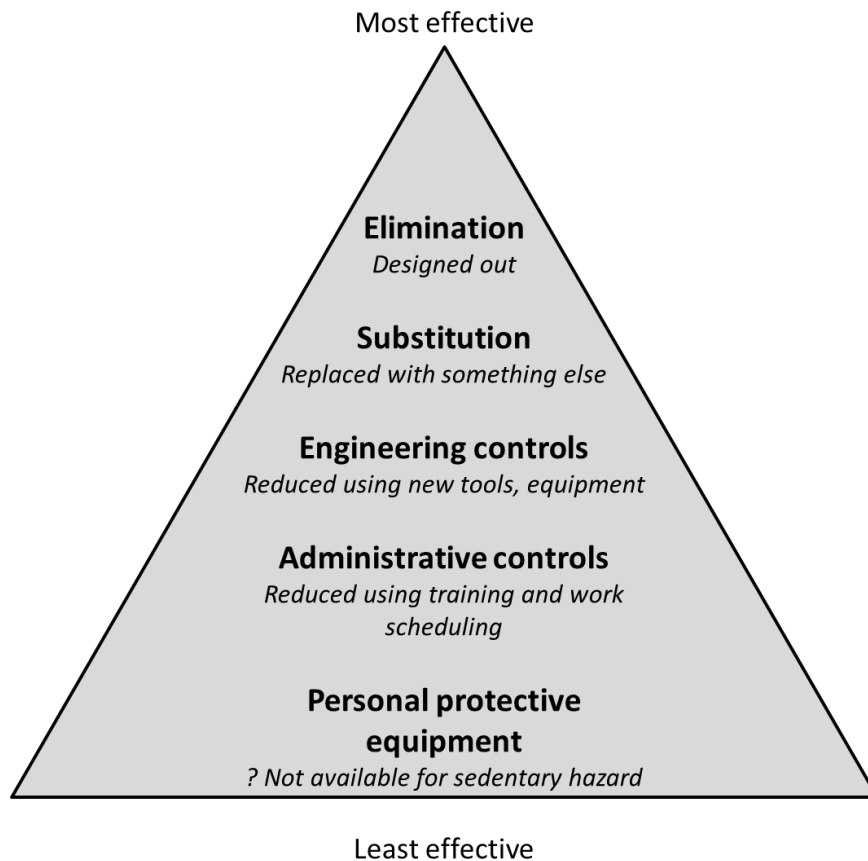 Most effective
Elimination
Designed out
Substitution
Replaced with something else
Engineering controls
Reduced using new tools, equipment
Administrative controls
Reduced using training and work
scheduling
Personal protective
equipment
? Not available for sedentary hazard
Least effective